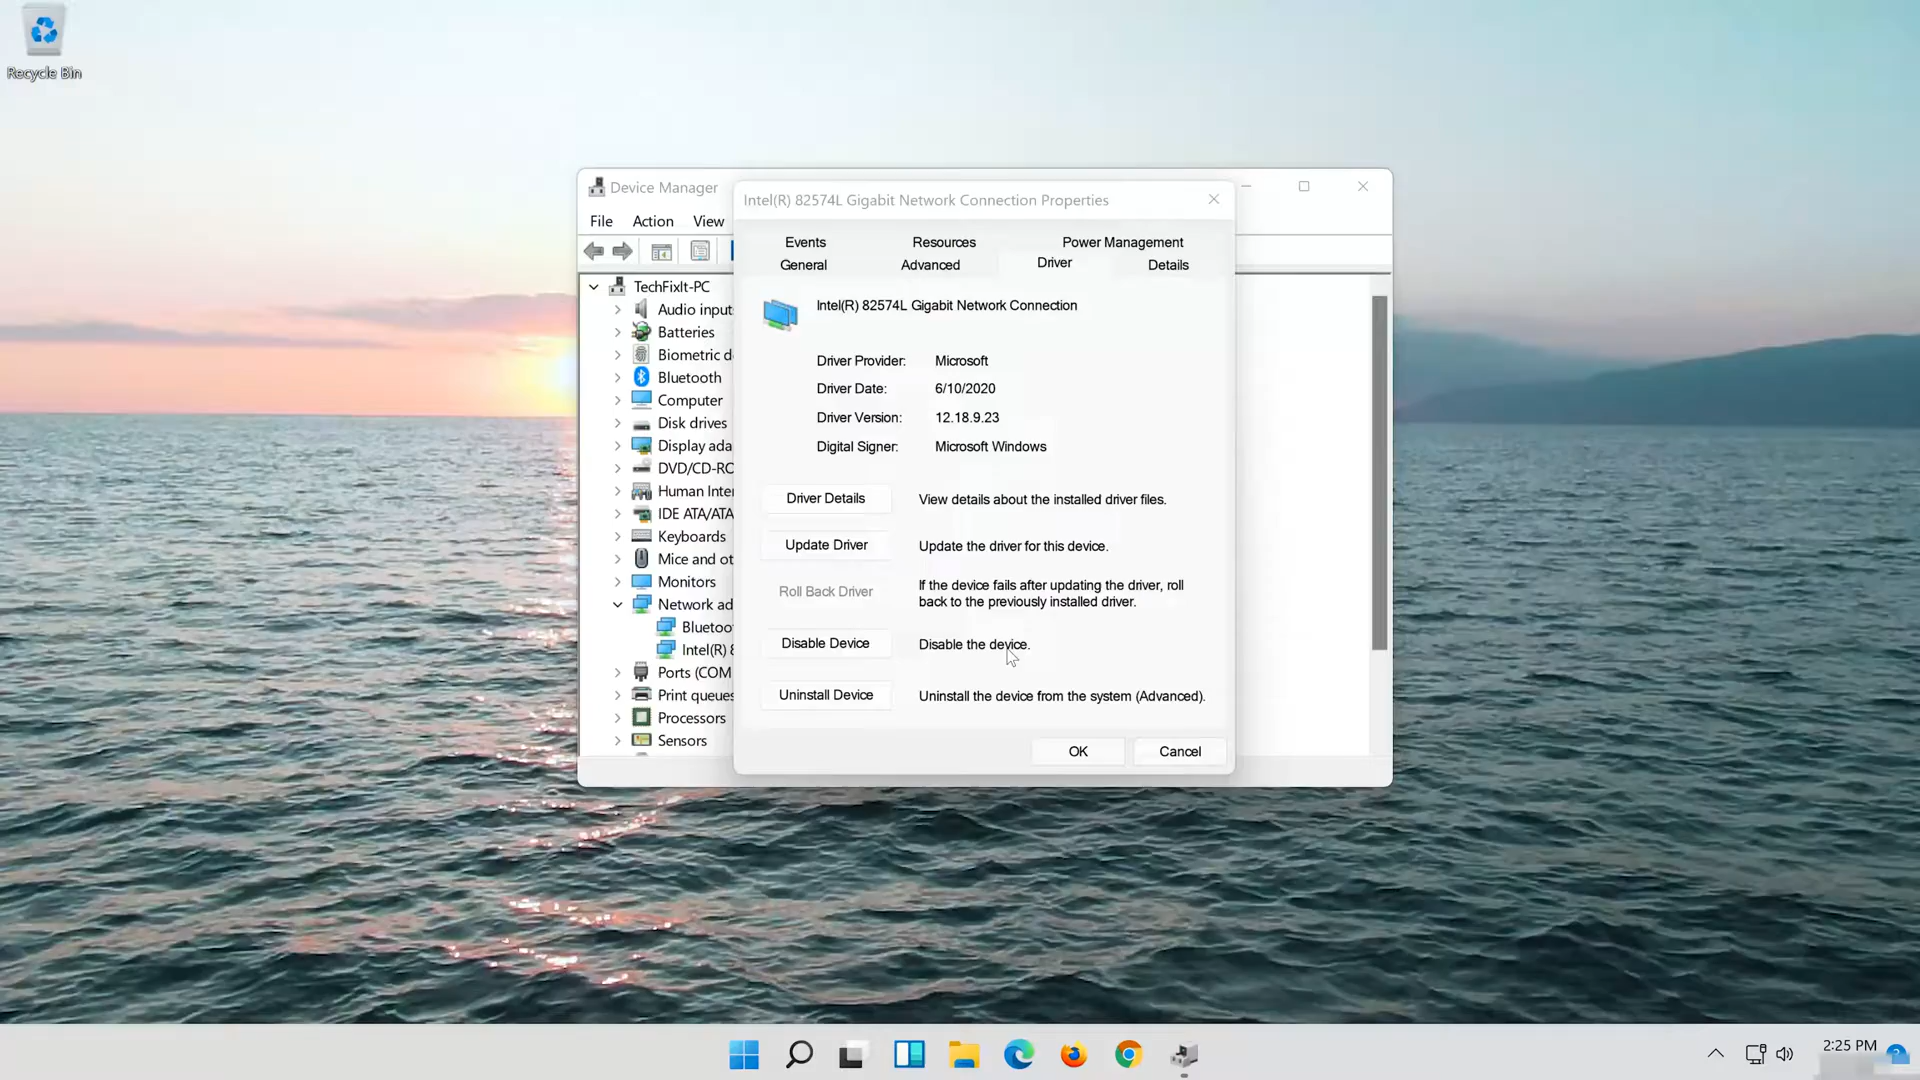 Recycle Bin
Device Manager
File Action View
TechFixIt-PC
Audio input
Batteries
Biometric d
Bluetooth
Computer
Disk drives
Display ada
DVD/CD-RO
Human Inte
IDE ATA/ATA
Keyboards
Mice and ot
Monitors
Network ad
Bluetoo
Intel(R) 8
Ports (COM
Print queues
Processors
Sensors
Intel(R) 82574L Gigabit Network Connection Properties
Events Resources Power Management
General Advanced Driver Details
Intel(R) 82574L Gigabit Network Connection
Driver Provider: Microsoft
Driver Date: 6/10/2020
Driver Version: 12.18.9.23
Digital Signer: Microsoft Windows
Driver Details View details about the installed driver files.
Update Driver Update the driver for this device.
Roll Back Driver If the device fails after updating the driver, roll
back to the previously installed driver.
Disable Device Disable the device.
Uninstall Device Uninstall the device from the system (Advanced).
OK Cancel
2:25 PM